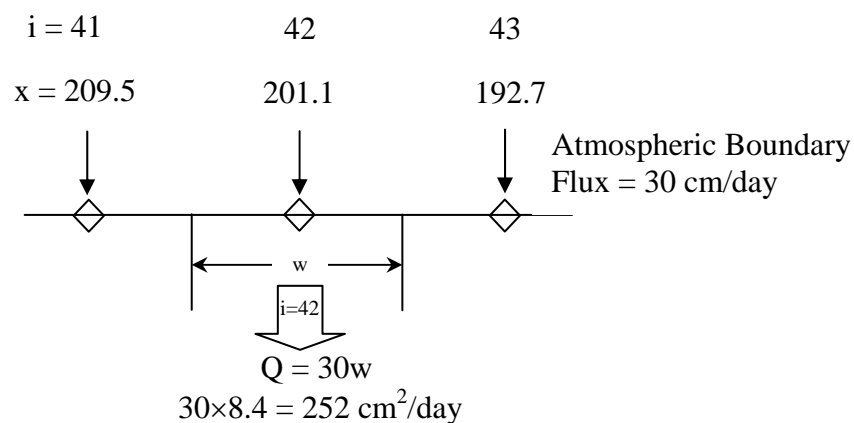 i = 41 42 43
x = 209.5 201.1 192.7
Atmospheric Boundary
Flux = 30 cm/day
w
i=42
Q = 30w
30×8.4 = 252 cm²/day